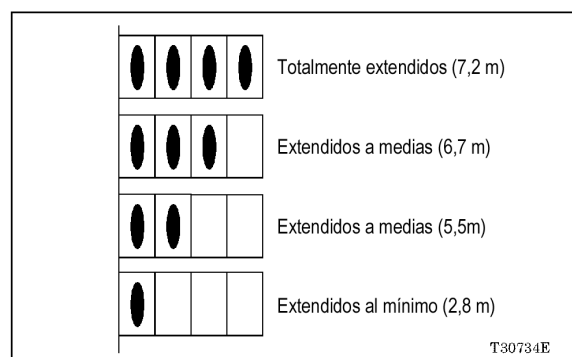 Totalmente extendidos (7,2 m)
Extendidos a medias (6,7 m)
Extendidos a medias (5,5m)
Extendidos al mínimo (2,8 m)
T30734E